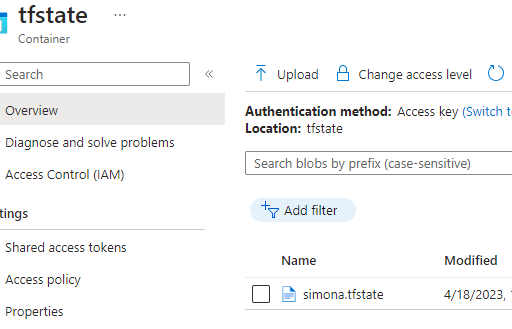 tfstate ...
Container
Search
Overview
Diagnose and solve problems
Access Control (IAM)
Shared access tokens
Access policy
Properties
Upload Change access level
Authentication method: Access key (Switch
Location: tfstate
Search blobs by prefix (case-sensitive)
Add filter
Name Modified
simona.tfstate 4/18/2023,